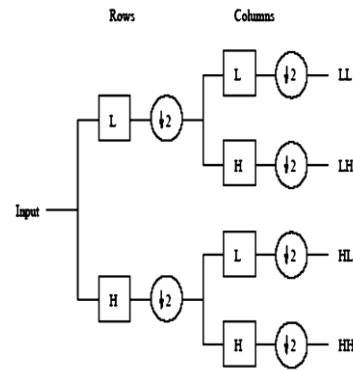 Rows Columns
L ↓2 LL
L ↓2
H ↓2 LH
Input
L ↓2 HL
H ↓2
H ↓2 HH